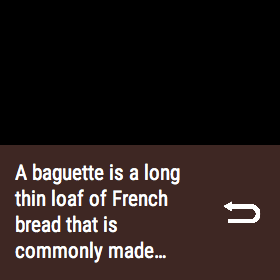 A baguette is a long
thin loaf of French
bread that is
commonly made…